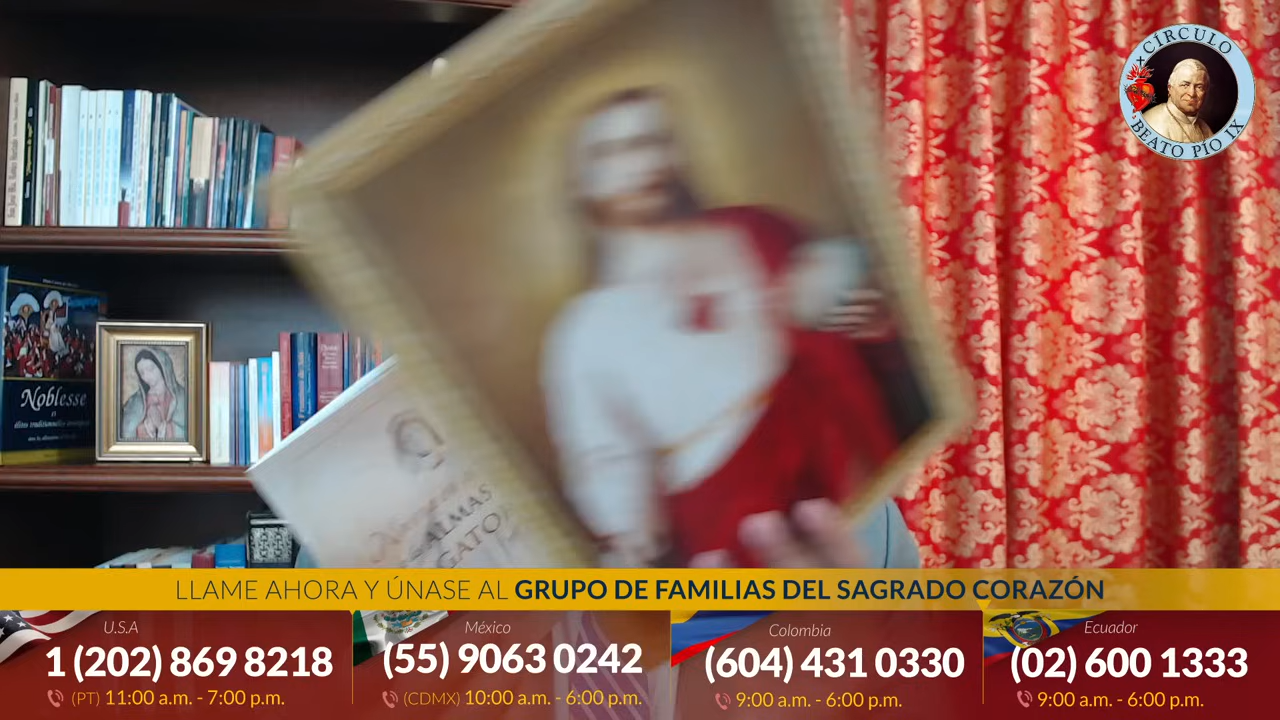 CÍRCULO
BEATO PÍO IX
Noblesse
ALMAS
LLAME AHORA Y ÚNASE AL GRUPO DE FAMILIAS DEL SAGRADO CORAZÓN
U.S.A
1 (202) 869 8218
(PT) 11:00 a.m. - 7:00 p.m.
México
(55) 9063 0242
(CDMX) 10:00 a.m. - 6:00 p.m.
Colombia
(604) 431 0330
9:00 a.m. - 6:00 p.m.
Ecuador
(02) 600 1333
9:00 a.m. - 6:00 p.m.